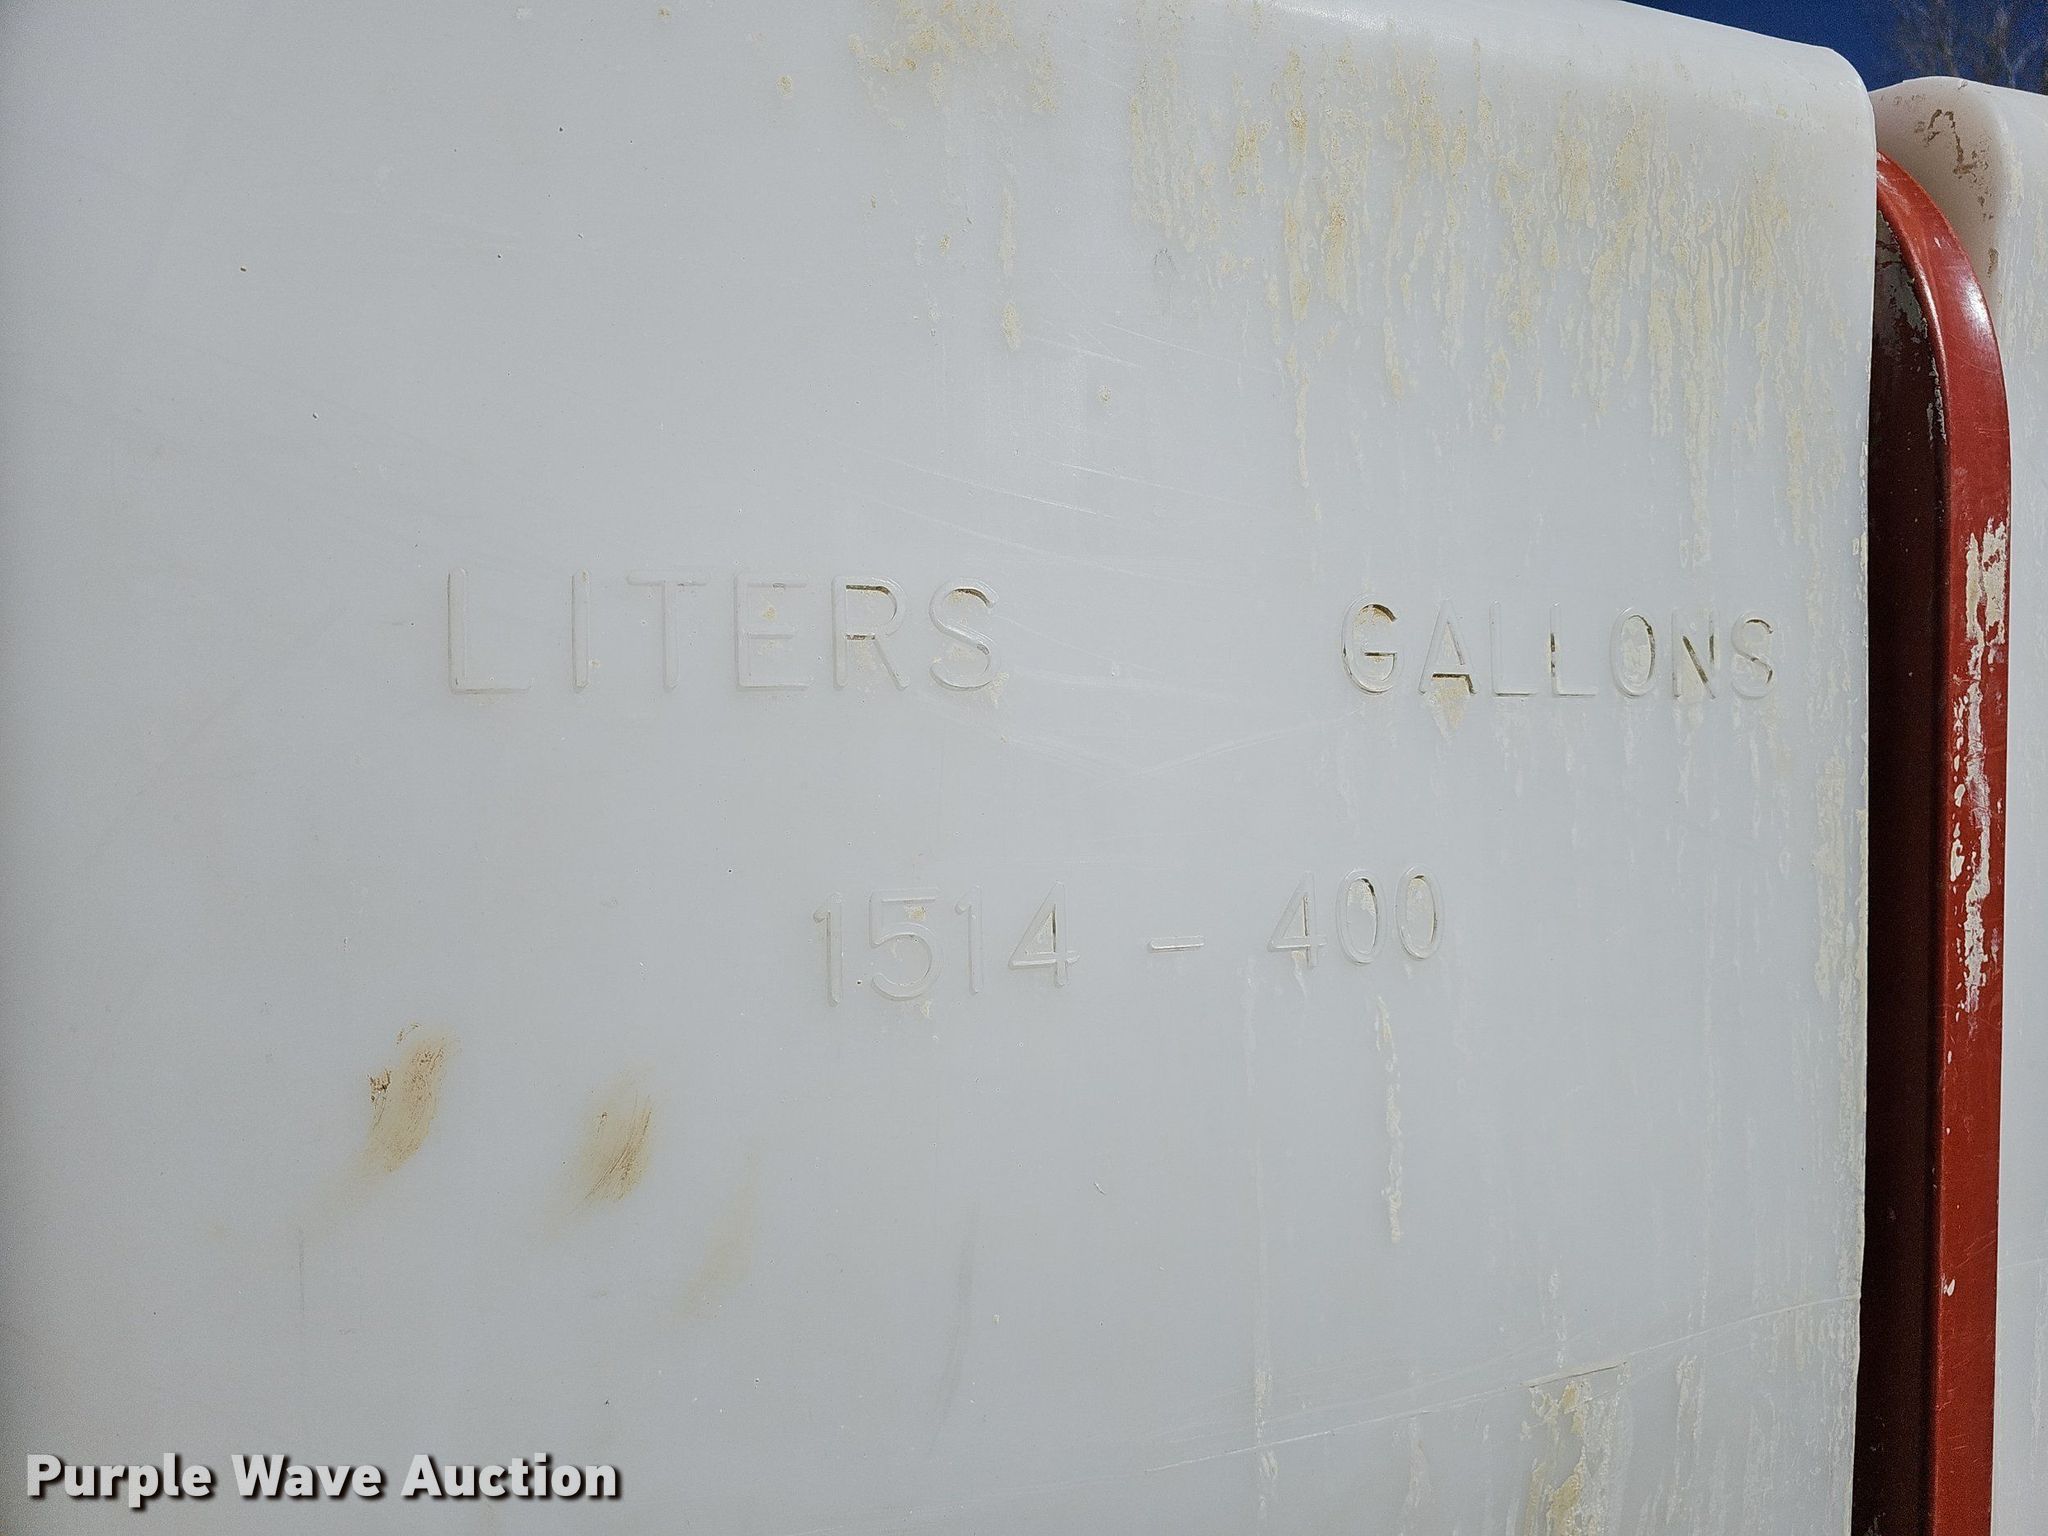 LITERS GALLONS
1514 - 400
Purple Wave Auction